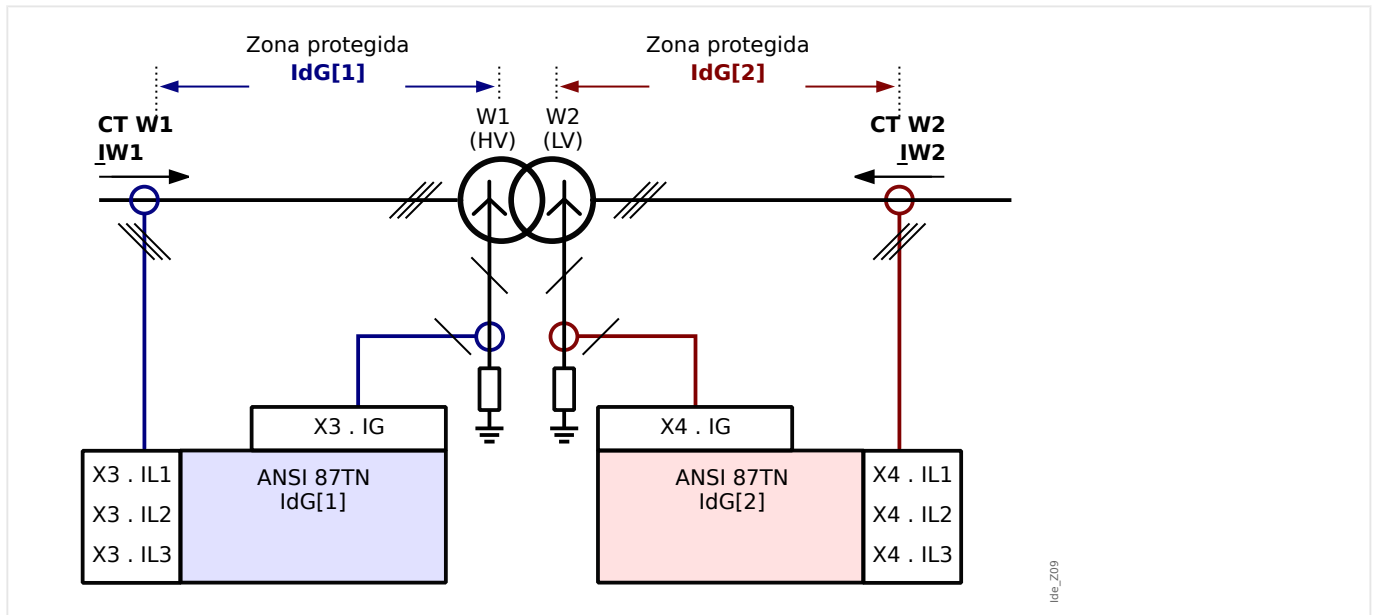 Zona protegida
IdG[1]
Zona protegida
IdG[2]
CT W1
IW1
W1
(HV)
W2
(LV)
CT W2
IW2
X3 . IG
X4 . IG
X3 . IL1
X3 . IL2
X3 . IL3
ANSI 87TN
IdG[1]
ANSI 87TN
IdG[2]
X4 . IL1
X4 . IL2
X4 . IL3
Ide_Z09